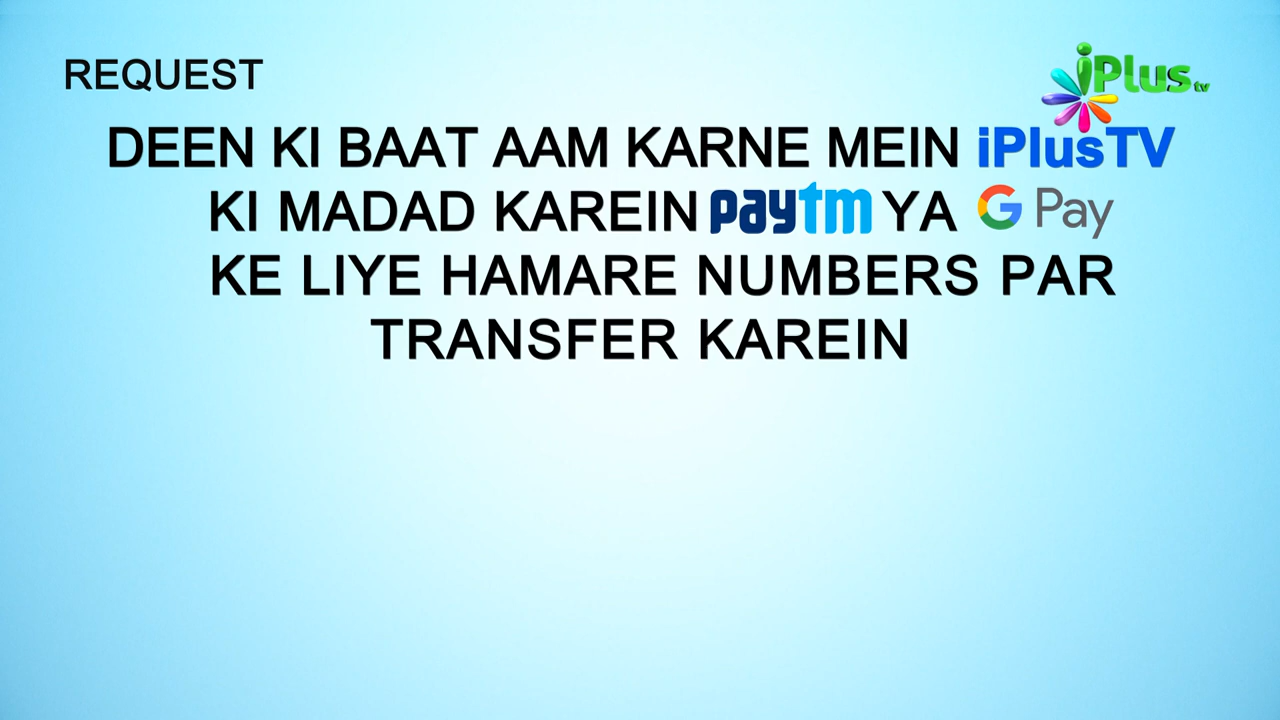 REQUEST
iPlus tv
DEEN KI BAAT AAM KARNE MEIN iPlusTV
KI MADAD KAREIN paytm YA G Pay
KE LIYE HAMARE NUMBERS PAR
TRANSFER KAREIN